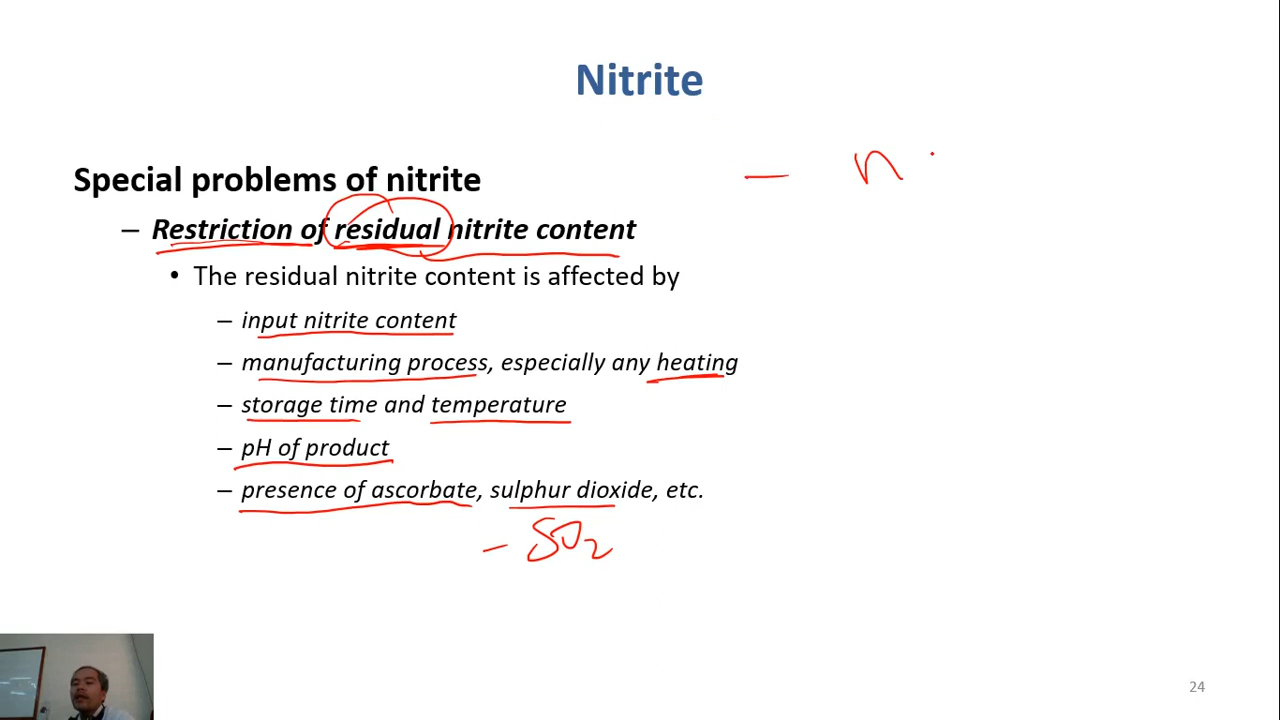 Nitrite
Special problems of nitrite
– n
– Restriction of residual nitrite content
• The residual nitrite content is affected by
– input nitrite content
– manufacturing process, especially any heating
– storage time and temperature
– pH of product
– presence of ascorbate, sulphur dioxide, etc.
– SO2
24